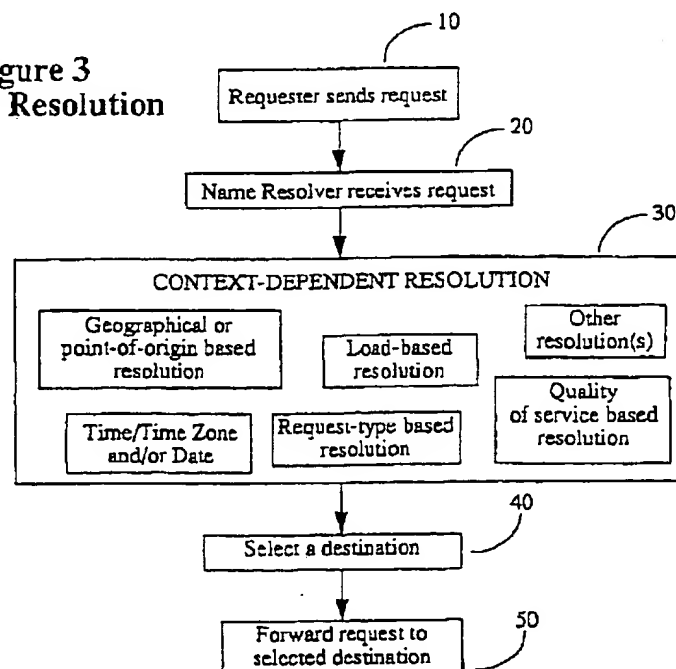 10
gure 3
Resolution
Requester sends request
20
Name Resolver receives request
30
CONTEXT-DEPENDENT RESOLUTION
Geographical or
point-of-origin based
resolution
Load-based
resolution
Other
resolution(s)
Time/Time Zone
and/or Date
Request-type based
resolution
Quality
of service based
resolution
40
Select a destination
50
Forward request to
selected destination